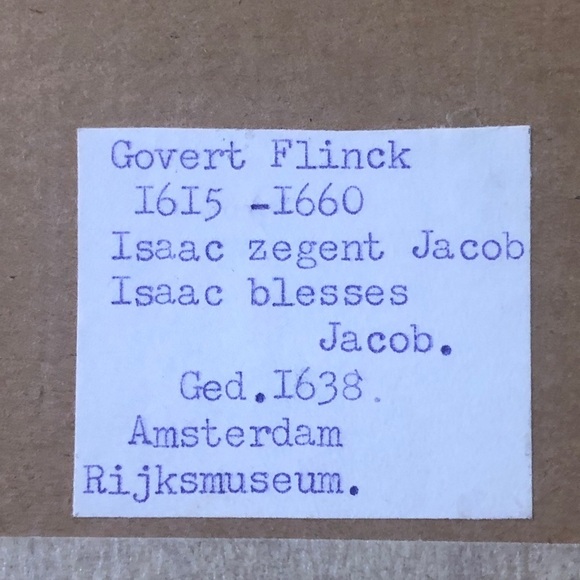 Govert Flinck
I6I5 -I660
Isaac zegent Jacob
Isaac blesses
Jacob.
Ged.I638.
Amsterdam
Rijksmuseum.